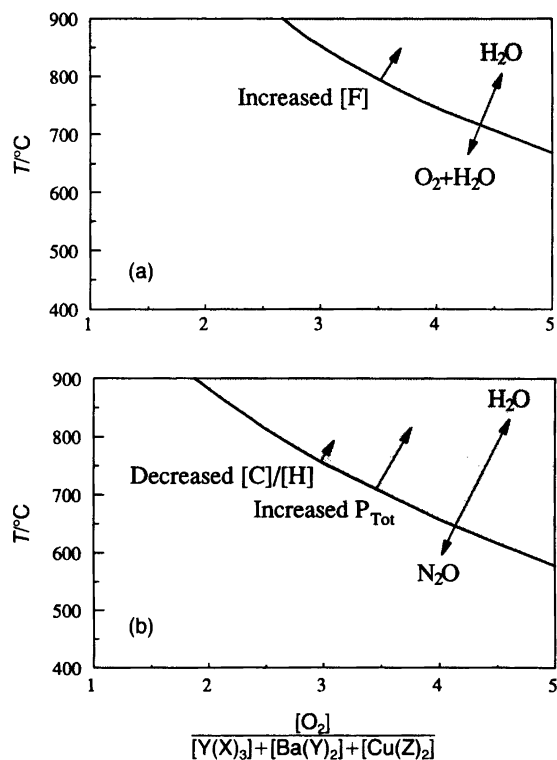 900
800
700
600
500
400
T/°C
Increased [F]
H₂O
O₂+H₂O
(a)
1 2 3 4 5
900
800
700
600
500
400
T/°C
H₂O
Decreased [C]/[H]
Increased P_Tot
N₂O
(b)
1 2 3 4 5
[O₂]
[Y(X)₃]+[Ba(Y)₂]+[Cu(Z)₂]